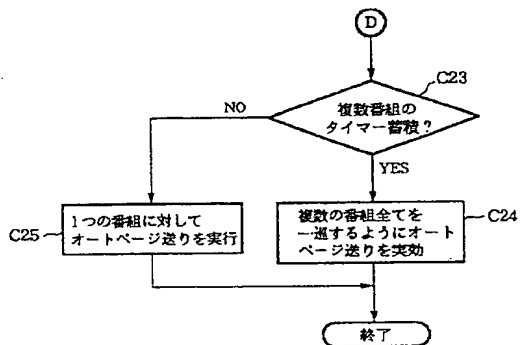 D
C23
複数番組の
タイマー蓄積？
NO
YES
1つの番組に対して
オートページ送りを実行
C25
複数の番組全てを
一巡するようにオート
ページ送りを実効
C24
終了